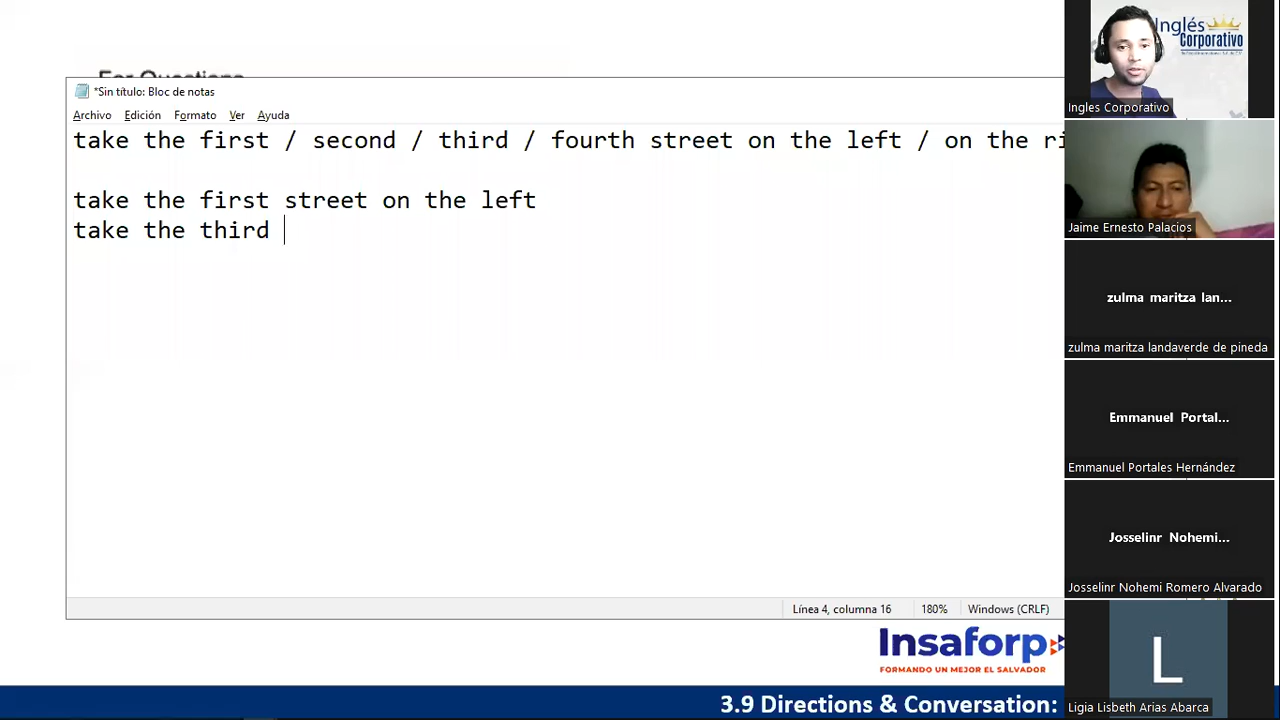 For Questions
*Sin título: Bloc de notas
Archivo Edición Formato Ver Ayuda
take the first / second / third / fourth street on the left / on the ri
take the first street on the left
take the third
Línea 4, columna 16 180% Windows (CRLF)
Insaforp
FORMANDO UN MEJOR EL SALVADOR
3.9 Directions & Conversation:
Inglés
Corporativo
Ingles Corporativo
Jaime Ernesto Palacios
zulma maritza lan...
zulma maritza landaverde de pineda
Emmanuel Portal...
Emmanuel Portales Hernández
Josselinr Nohemi...
Josselinr Nohemi Romero Alvarado
L
Ligia Lisbeth Arias Abarca